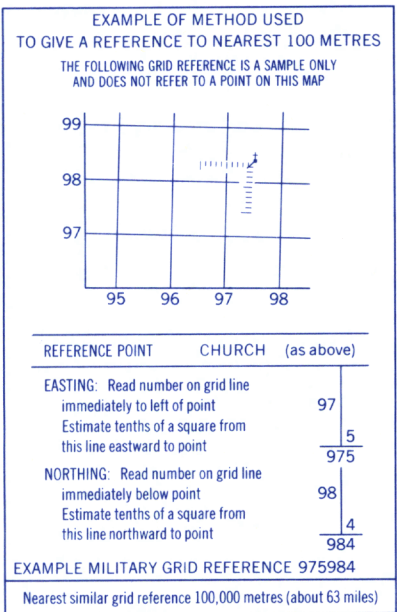 EXAMPLE OF METHOD USED
TO GIVE A REFERENCE TO NEAREST 100 METRES
THE FOLLOWING GRID REFERENCE IS A SAMPLE ONLY
AND DOES NOT REFER TO A POINT ON THIS MAP
99
98
97
95 96 97 98
REFERENCE POINT CHURCH (as above)
EASTING: Read number on grid line
immediately to left of point 97
Estimate tenths of a square from
this line eastward to point 5
975
NORTHING: Read number on grid line
immediately below point 98
Estimate tenths of a square from
this line northward to point 4
984
EXAMPLE MILITARY GRID REFERENCE 975984
Nearest similar grid reference 100,000 metres (about 63 miles)